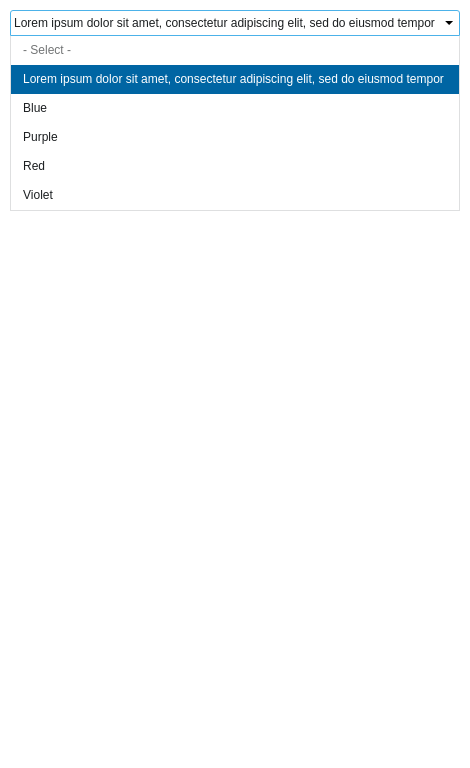 Lorem ipsum dolor sit amet, consectetur adipiscing elit, sed do eiusmod tempor
- Select -
Lorem ipsum dolor sit amet, consectetur adipiscing elit, sed do eiusmod tempor
Blue
Purple
Red
Violet